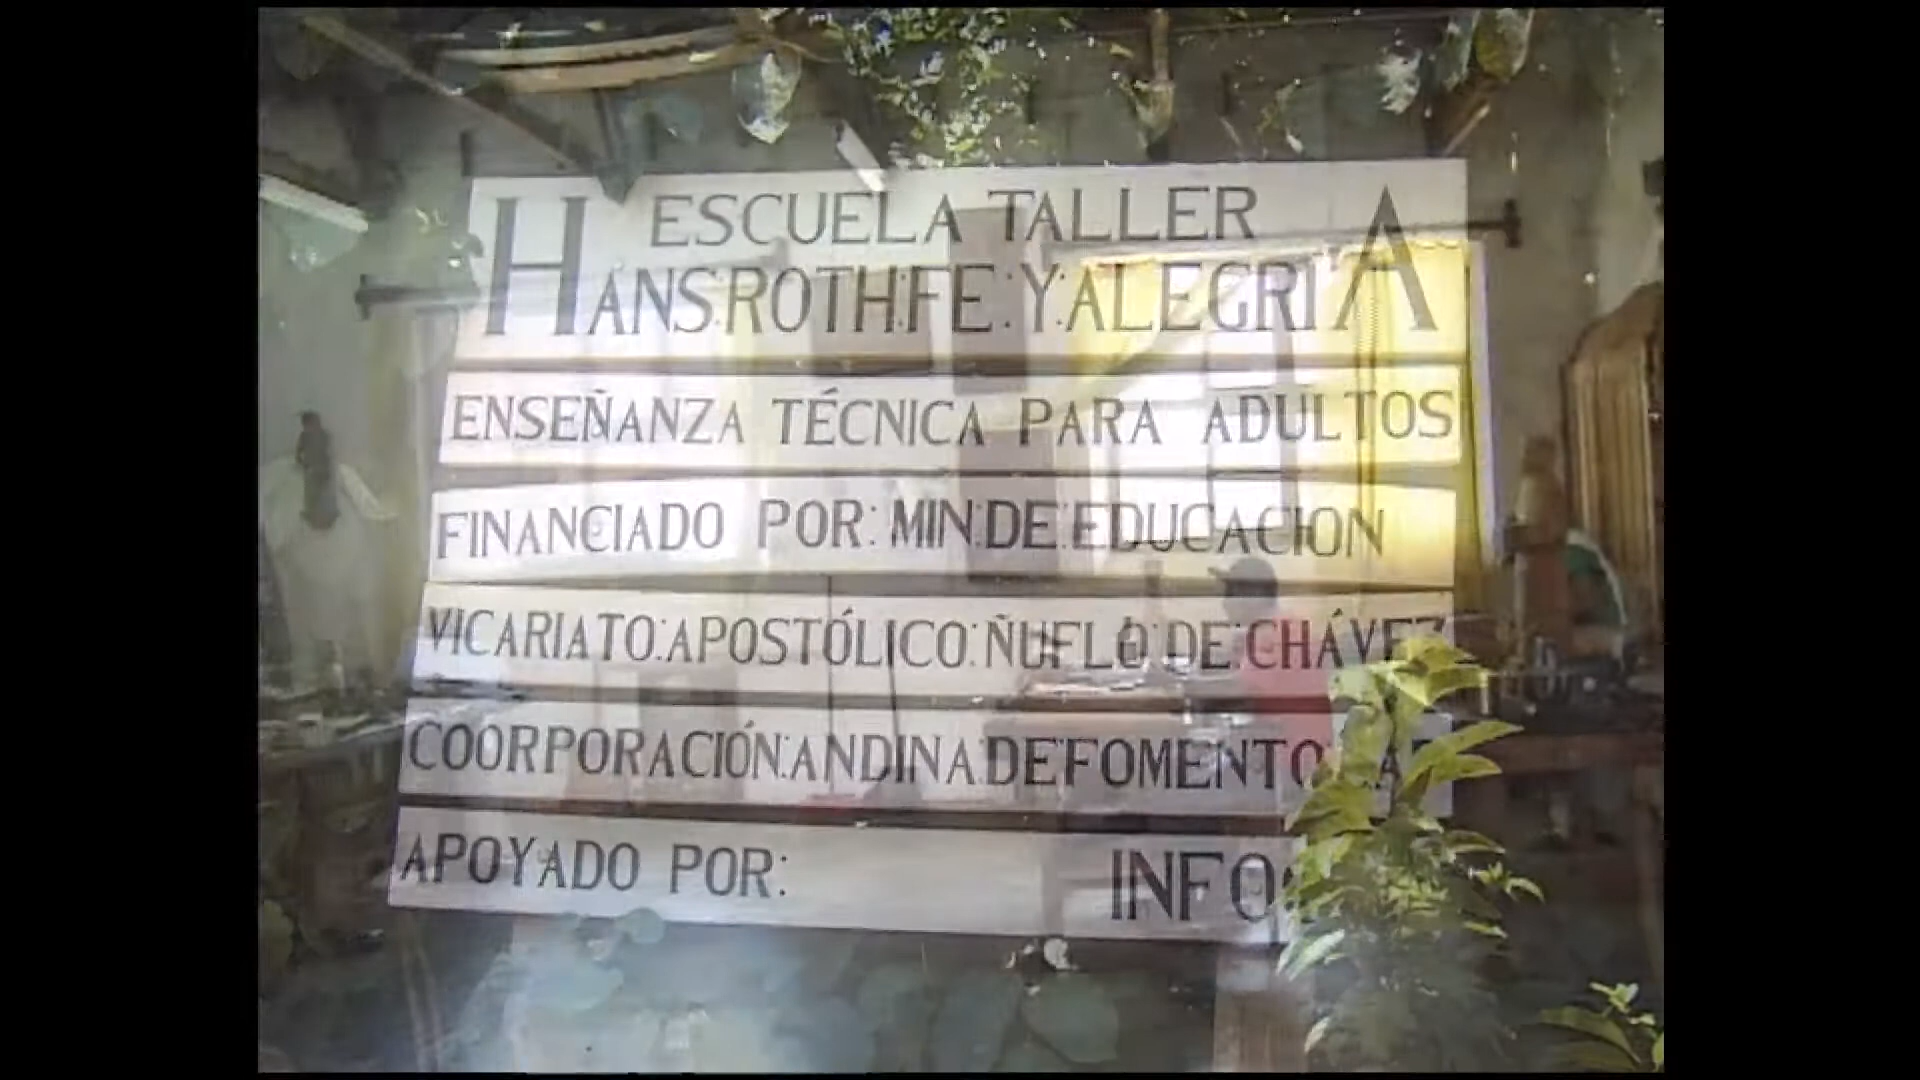 ESCUELA TALLER
HANS:ROTH:FE:Y:ALEGRIA
ENSEÑANZA TÉCNICA PARA ADULTOS
FINANCIADO POR: MIN:DE:EDUCACION
VICARIATO:APOSTÓLICO:ÑUFLO:DE:CHÁVEZ
COORPORACIÓN:ANDINA:DE FOMENTO
APOYADO POR: